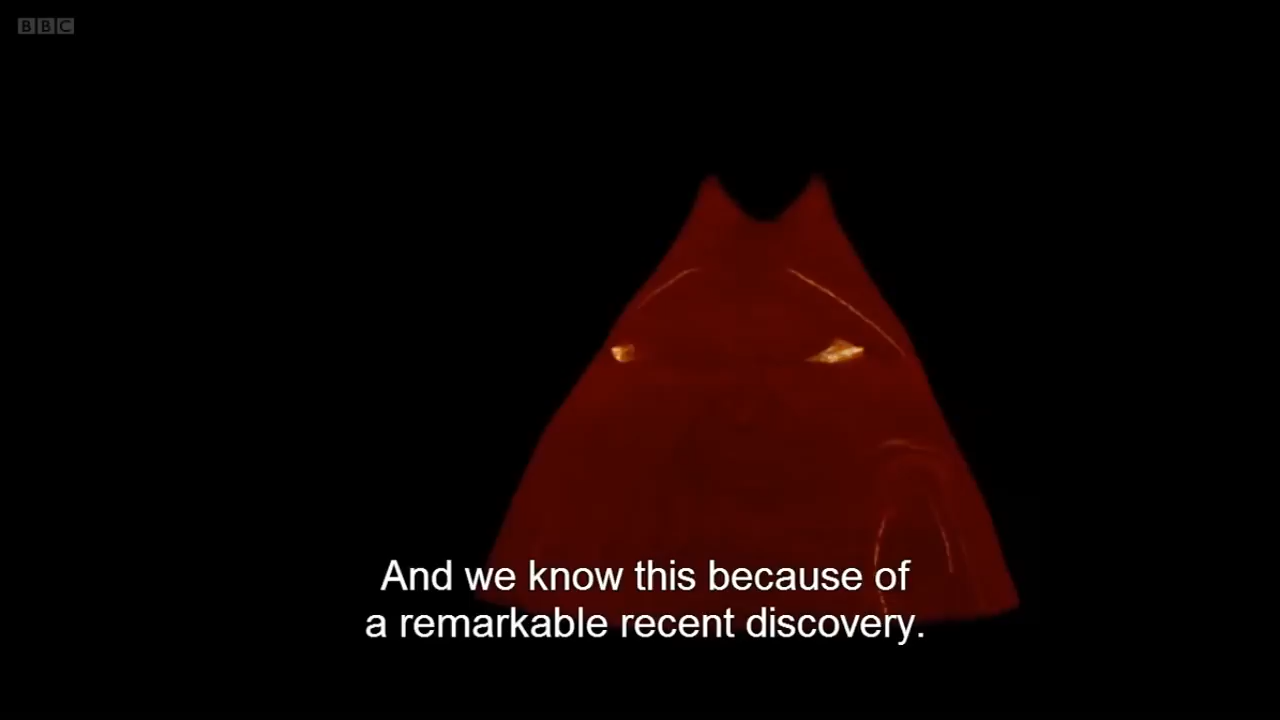 BBC
And we know this because of
a remarkable recent discovery.